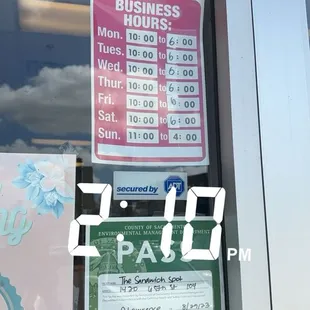 BUSINESS
HOURS:
Mon. 10:00 to 6:00
Tues. 10:00 to 6:00
Wed. 10:00 to 6:00
Thur. 10:00 to 6:00
Fri. 10:00 to 6:00
Sat. 10:00 to 6:00
Sun. 11:00 to 4:00
secured by ADT
2:10 PM
COUNTY OF
ENVIRONMENTAL MANAGEMENT DEPARTMENT
PASS
The Sandwich Spot